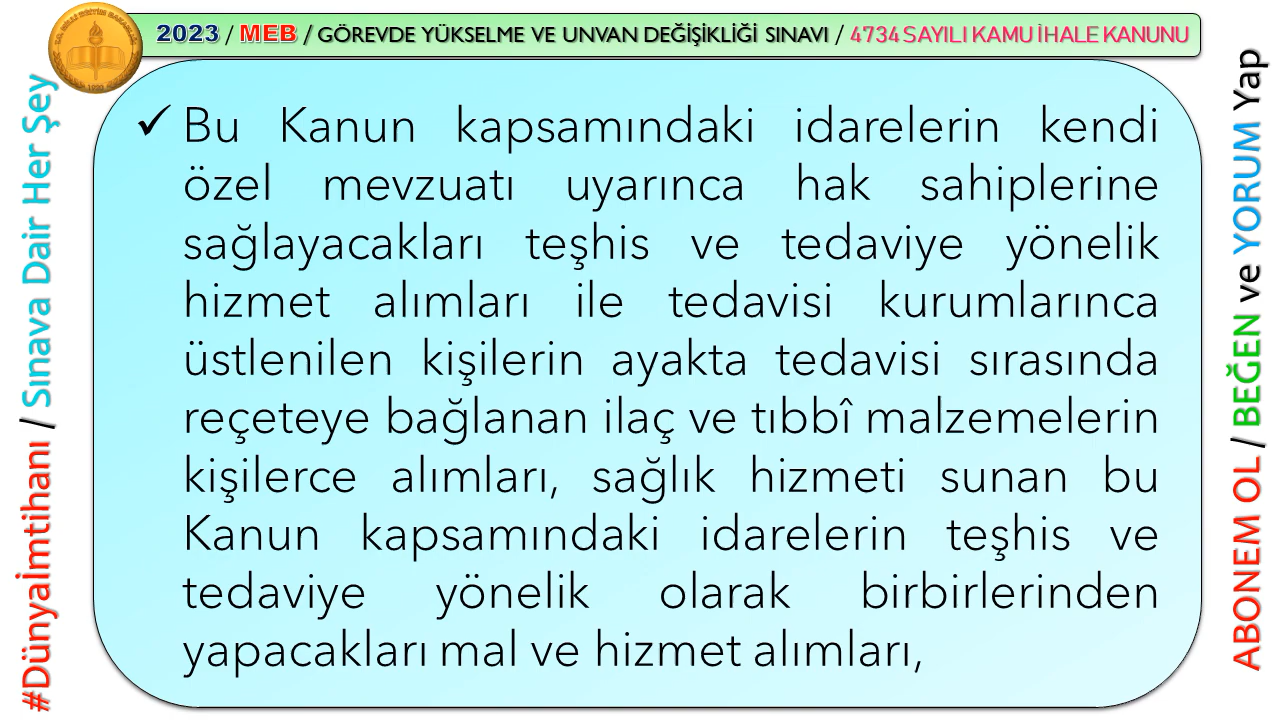 2023 / MEB / GÖREVDE YÜKSELME VE UNVAN DEĞİŞİKLİĞİ SINAVI / 4734 SAYILI KAMU İHALE KANUNU
#Dünyaİmtihanı / Sınava Dair Her Şey
✓ Bu Kanun kapsamındaki idarelerin kendi
özel mevzuatı uyarınca hak sahiplerine
sağlayacakları teşhis ve tedaviye yönelik
hizmet alımları ile tedavisi kurumlarınca
üstlenilen kişilerin ayakta tedavisi sırasında
reçeteye bağlanan ilaç ve tıbbî malzemelerin
kişilerce alımları, sağlık hizmeti sunan bu
Kanun kapsamındaki idarelerin teşhis ve
tedaviye yönelik olarak birbirlerinden
yapacakları mal ve hizmet alımları,
ABONEM OL / BEĞEN ve YORUM Yap